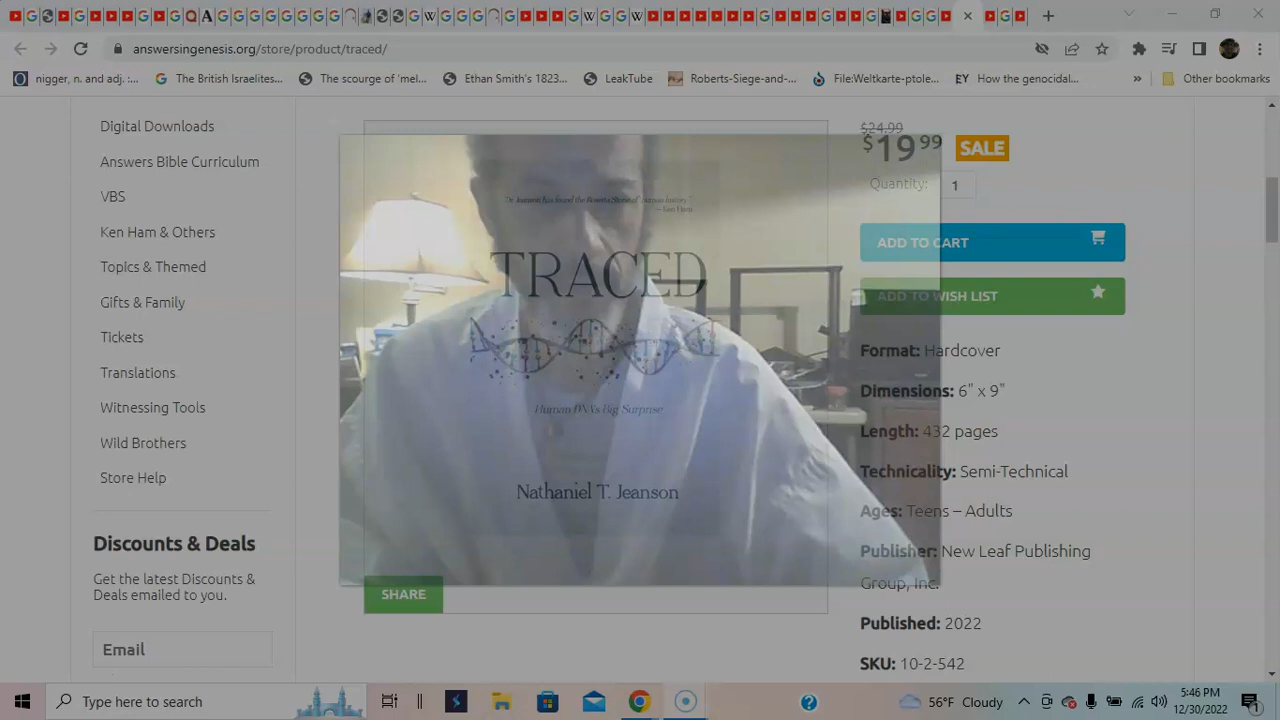 answersingenesis.org/store/product/traced/
nigger, n. and adj. :...
The British Israelites...
The scourge of 'mel...
Ethan Smith's 1823...
LeakTube
Roberts-Siege-and-...
File:Weltkarte-ptole...
EY
How the genocidal...
»
Other bookmarks
Digital Downloads
Answers Bible Curriculum
VBS
Ken Ham & Others
Topics & Themed
Gifts & Family
Tickets
Translations
Witnessing Tools
Wild Brothers
Store Help
Discounts & Deals
Get the latest Discounts &
Deals emailed to you.
Email
human history."
—Ken Ham
TRACED
Human DNA's Big Surprise
Nathaniel T. Jeanson
SHARE
$24.99
$19.99 SALE
Quantity: 1
ADD TO CART
ADD TO WISH LIST
Format: Hardcover
Dimensions: 6" x 9"
Length: 432 pages
Technicality: Semi-Technical
Ages: Teens – Adults
Publisher: New Leaf Publishing
Group, Inc.
Published: 2022
SKU: 10-2-542
Type here to search
56°F Cloudy
5:46 PM
12/30/2022
1